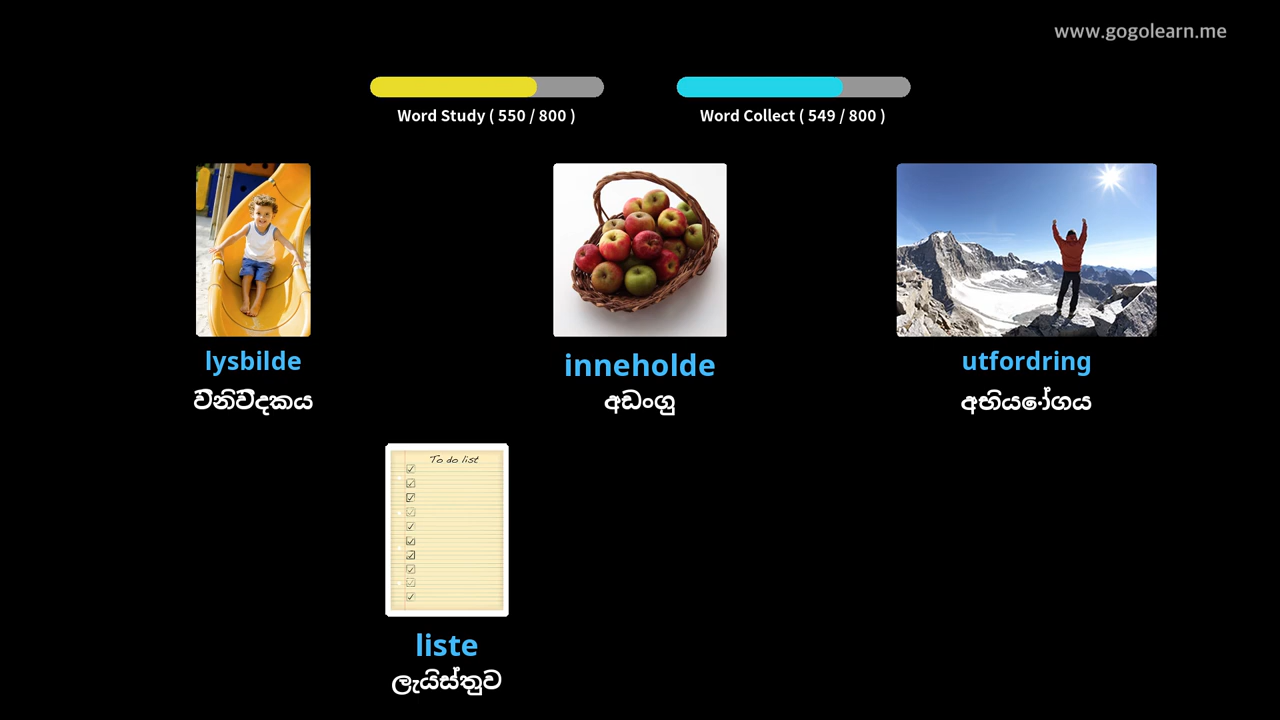 www.gogolearn.me
Word Study ( 550 / 800 )
Word Collect ( 549 / 800 )
lysbilde
විනිවිදකය
inneholde
අඩංගු
utfordring
අභියෝගය
To do list
liste
ලැයිස්තුව